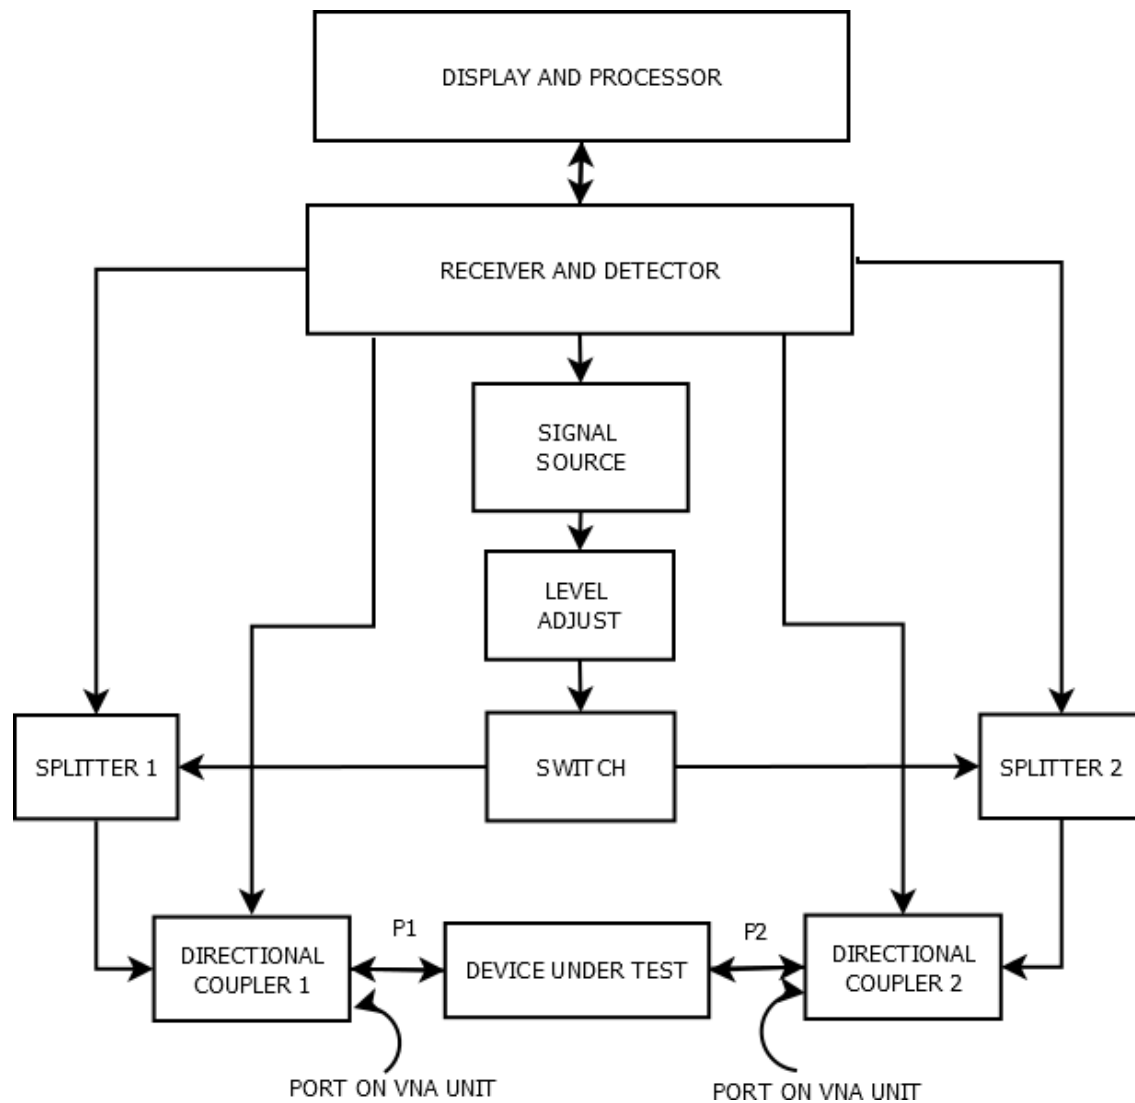 DISPLAY AND PROCESSOR
RECEIVER AND DETECTOR
SIGNAL
SOURCE
LEVEL
ADJUST
SPLITTER 1
SWITCH
SPLITTER 2
P1
P2
DIRECTIONAL
COUPLER 1
DEVICE UNDER TEST
DIRECTIONAL
COUPLER 2
PORT ON VNA UNIT
PORT ON VNA UNIT